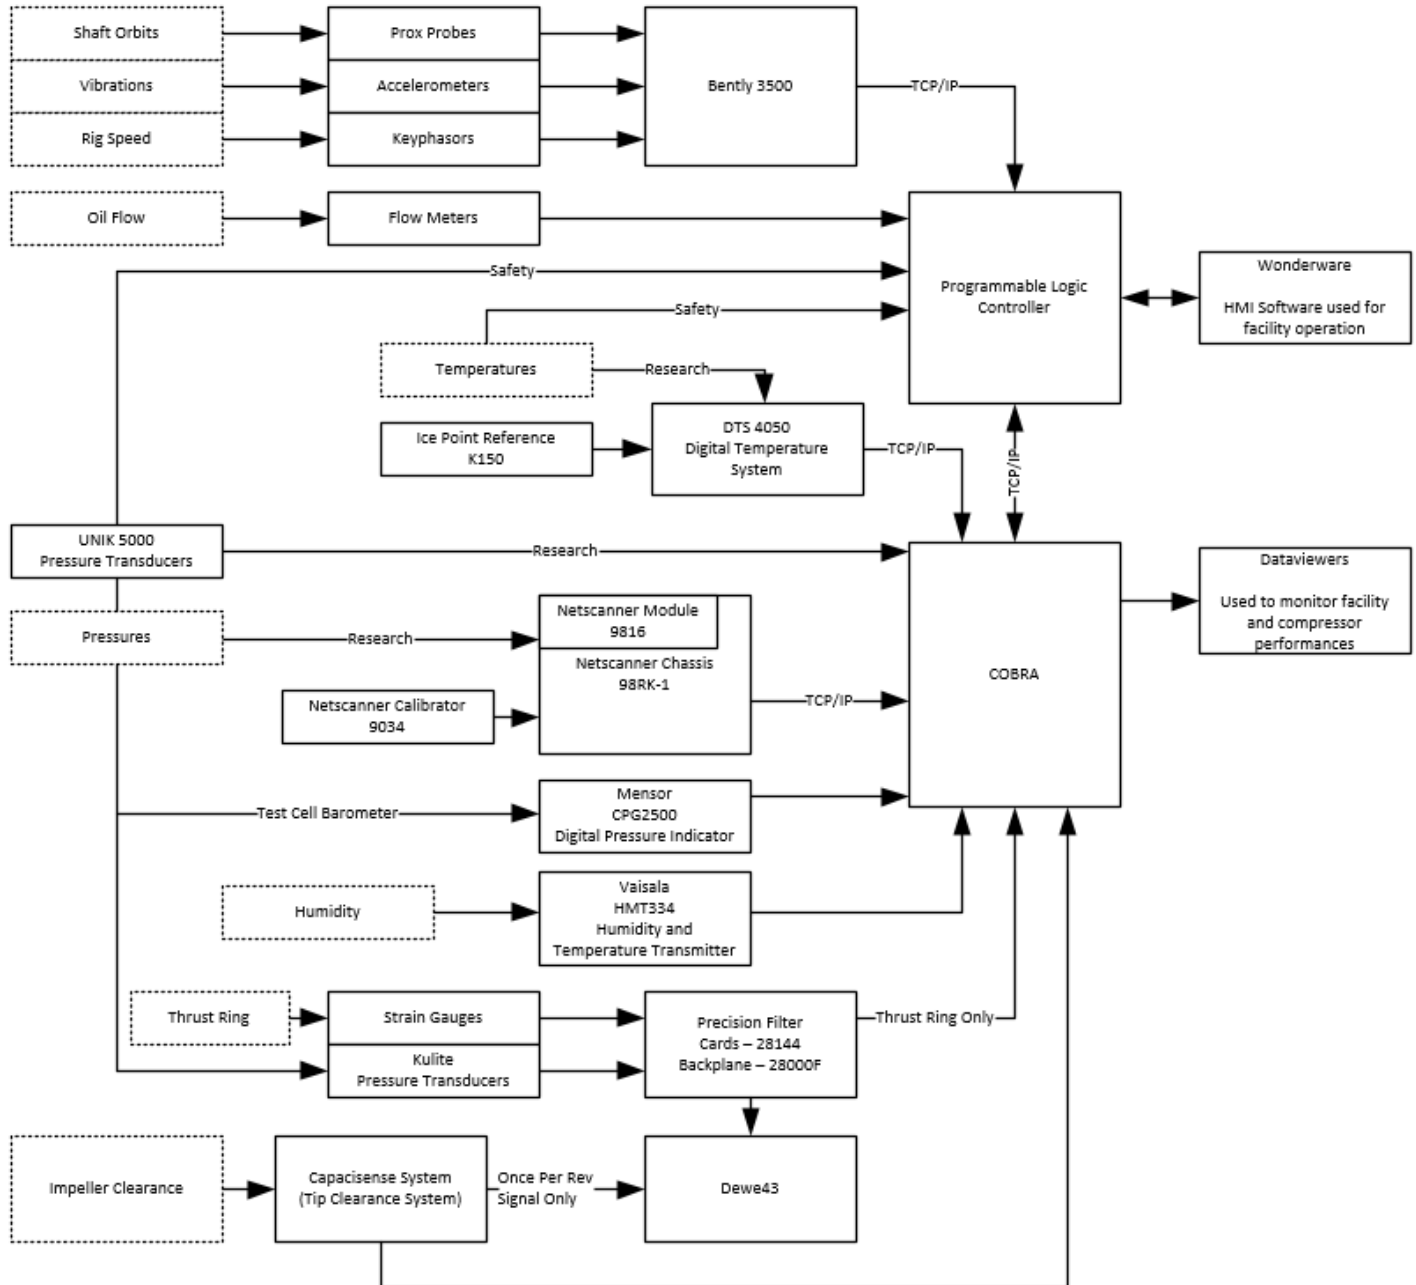 Shaft Orbits
Prox Probes
Vibrations
Accelerometers
Bently 3500
TCP/IP
Rig Speed
Keyphasors
Oil Flow
Flow Meters
Safety
Programmable Logic
Controller
Wonderware
HMI Software used for
facility operation
Safety
Temperatures
Research
Ice Point Reference
K150
DTS 4050
Digital Temperature
System
TCP/IP
TCP/IP
UNIK 5000
Pressure Transducers
Research
Dataviewers
Used to monitor facility
and compressor
performances
Pressures
Research
Netscanner Module
9816
Netscanner Chassis
98RK-1
COBRA
Netscanner Calibrator
9034
TCP/IP
Test Cell Barometer
Mensor
CPG2500
Digital Pressure Indicator
Humidity
Vaisala
HMT334
Humidity and
Temperature Transmitter
Thrust Ring
Strain Gauges
Precision Filter
Cards – 28144
Backplane – 28000F
Thrust Ring Only
Kulite
Pressure Transducers
Impeller Clearance
Capacisense System
(Tip Clearance System)
Once Per Rev
Signal Only
Dewe43